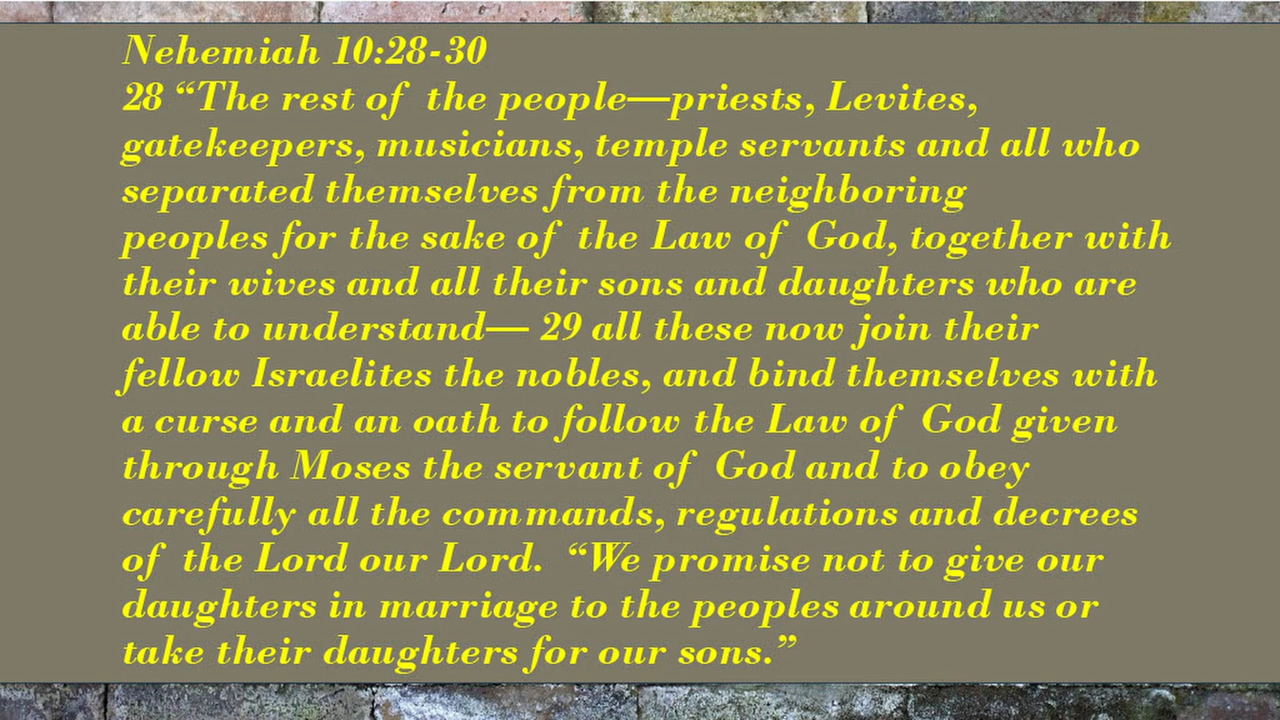 Nehemiah 10:28-30
28 “The rest of the people—priests, Levites,
gatekeepers, musicians, temple servants and all who
separated themselves from the neighboring
peoples for the sake of the Law of God, together with
their wives and all their sons and daughters who are
able to understand— 29 all these now join their
fellow Israelites the nobles, and bind themselves with
a curse and an oath to follow the Law of God given
through Moses the servant of God and to obey
carefully all the commands, regulations and decrees
of the Lord our Lord. “We promise not to give our
daughters in marriage to the peoples around us or
take their daughters for our sons.”